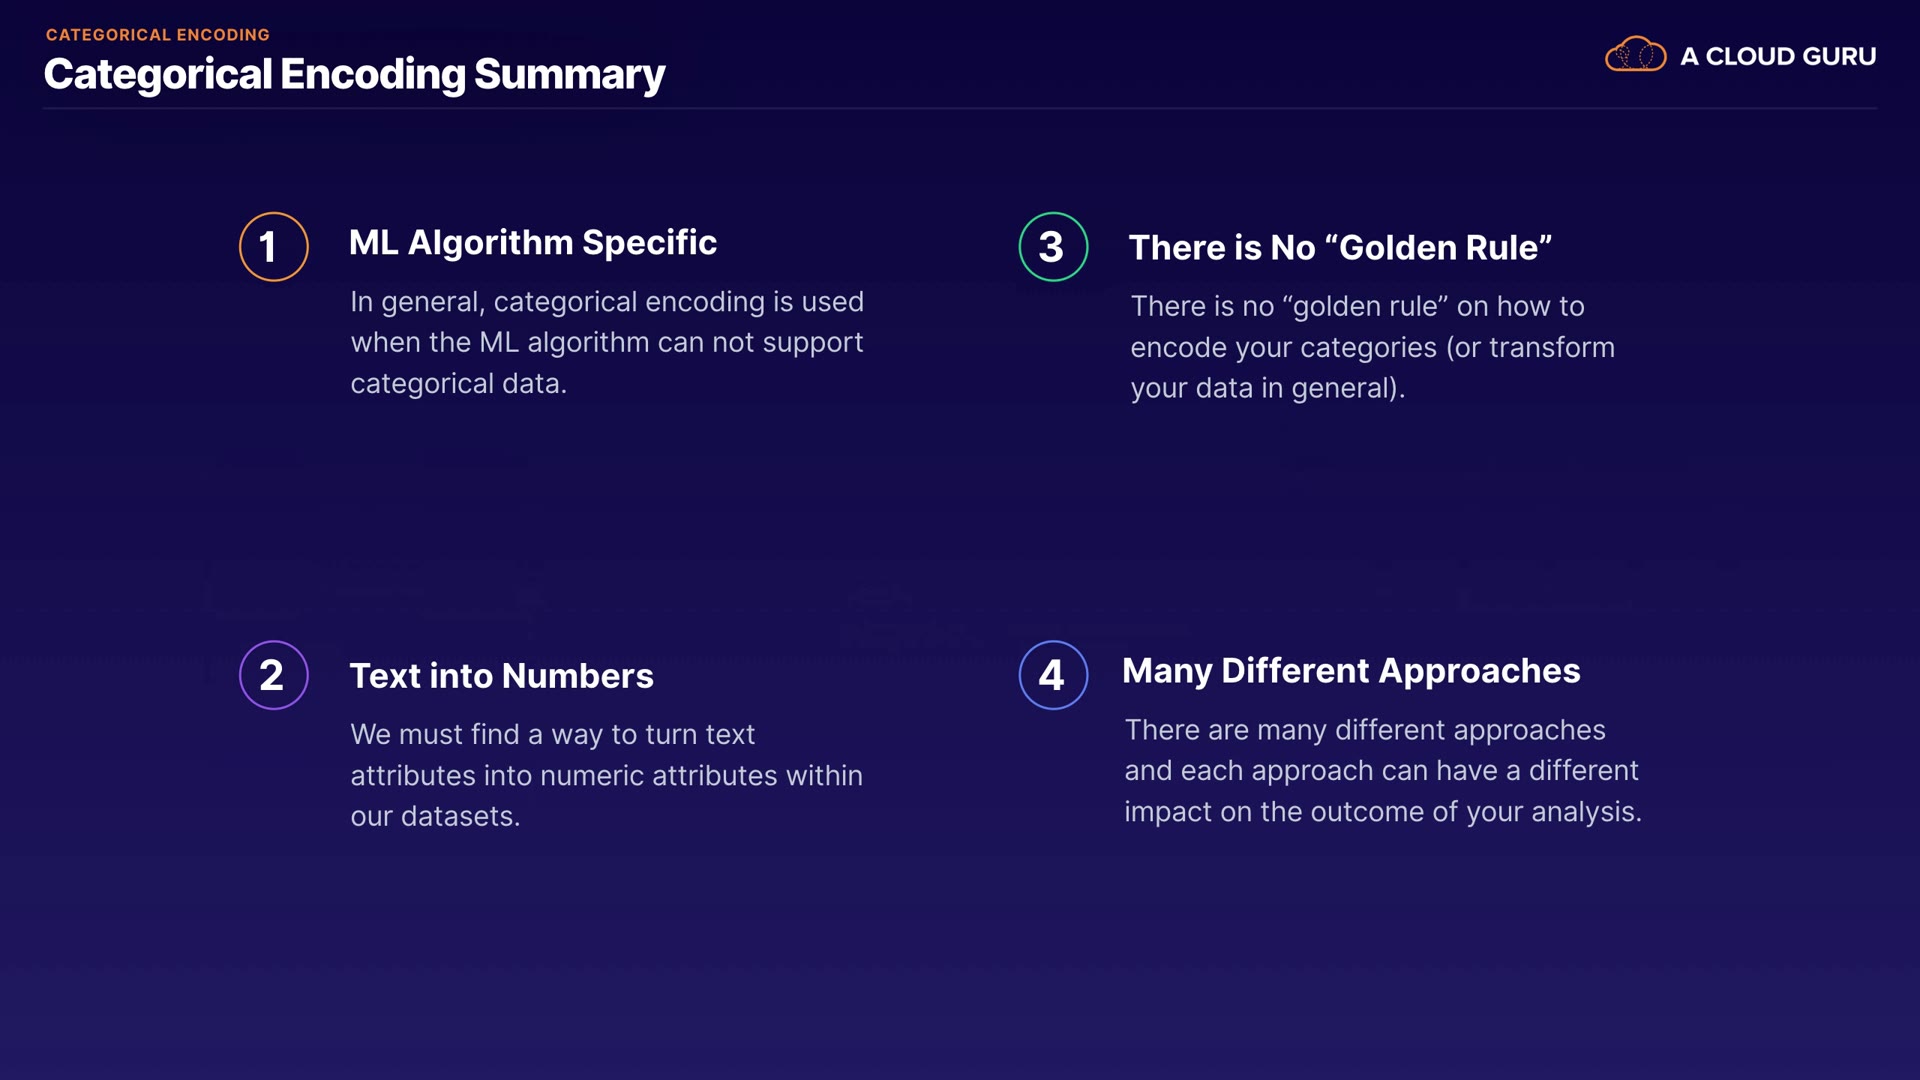 CATEGORICAL ENCODING
Categorical Encoding Summary
A CLOUD GURU
1
ML Algorithm Specific
In general, categorical encoding is used
when the ML algorithm can not support
categorical data.
2
Text into Numbers
We must find a way to turn text
attributes into numeric attributes within
our datasets.
3
There is No “Golden Rule”
There is no “golden rule” on how to
encode your categories (or transform
your data in general).
4
Many Different Approaches
There are many different approaches
and each approach can have a different
impact on the outcome of your analysis.